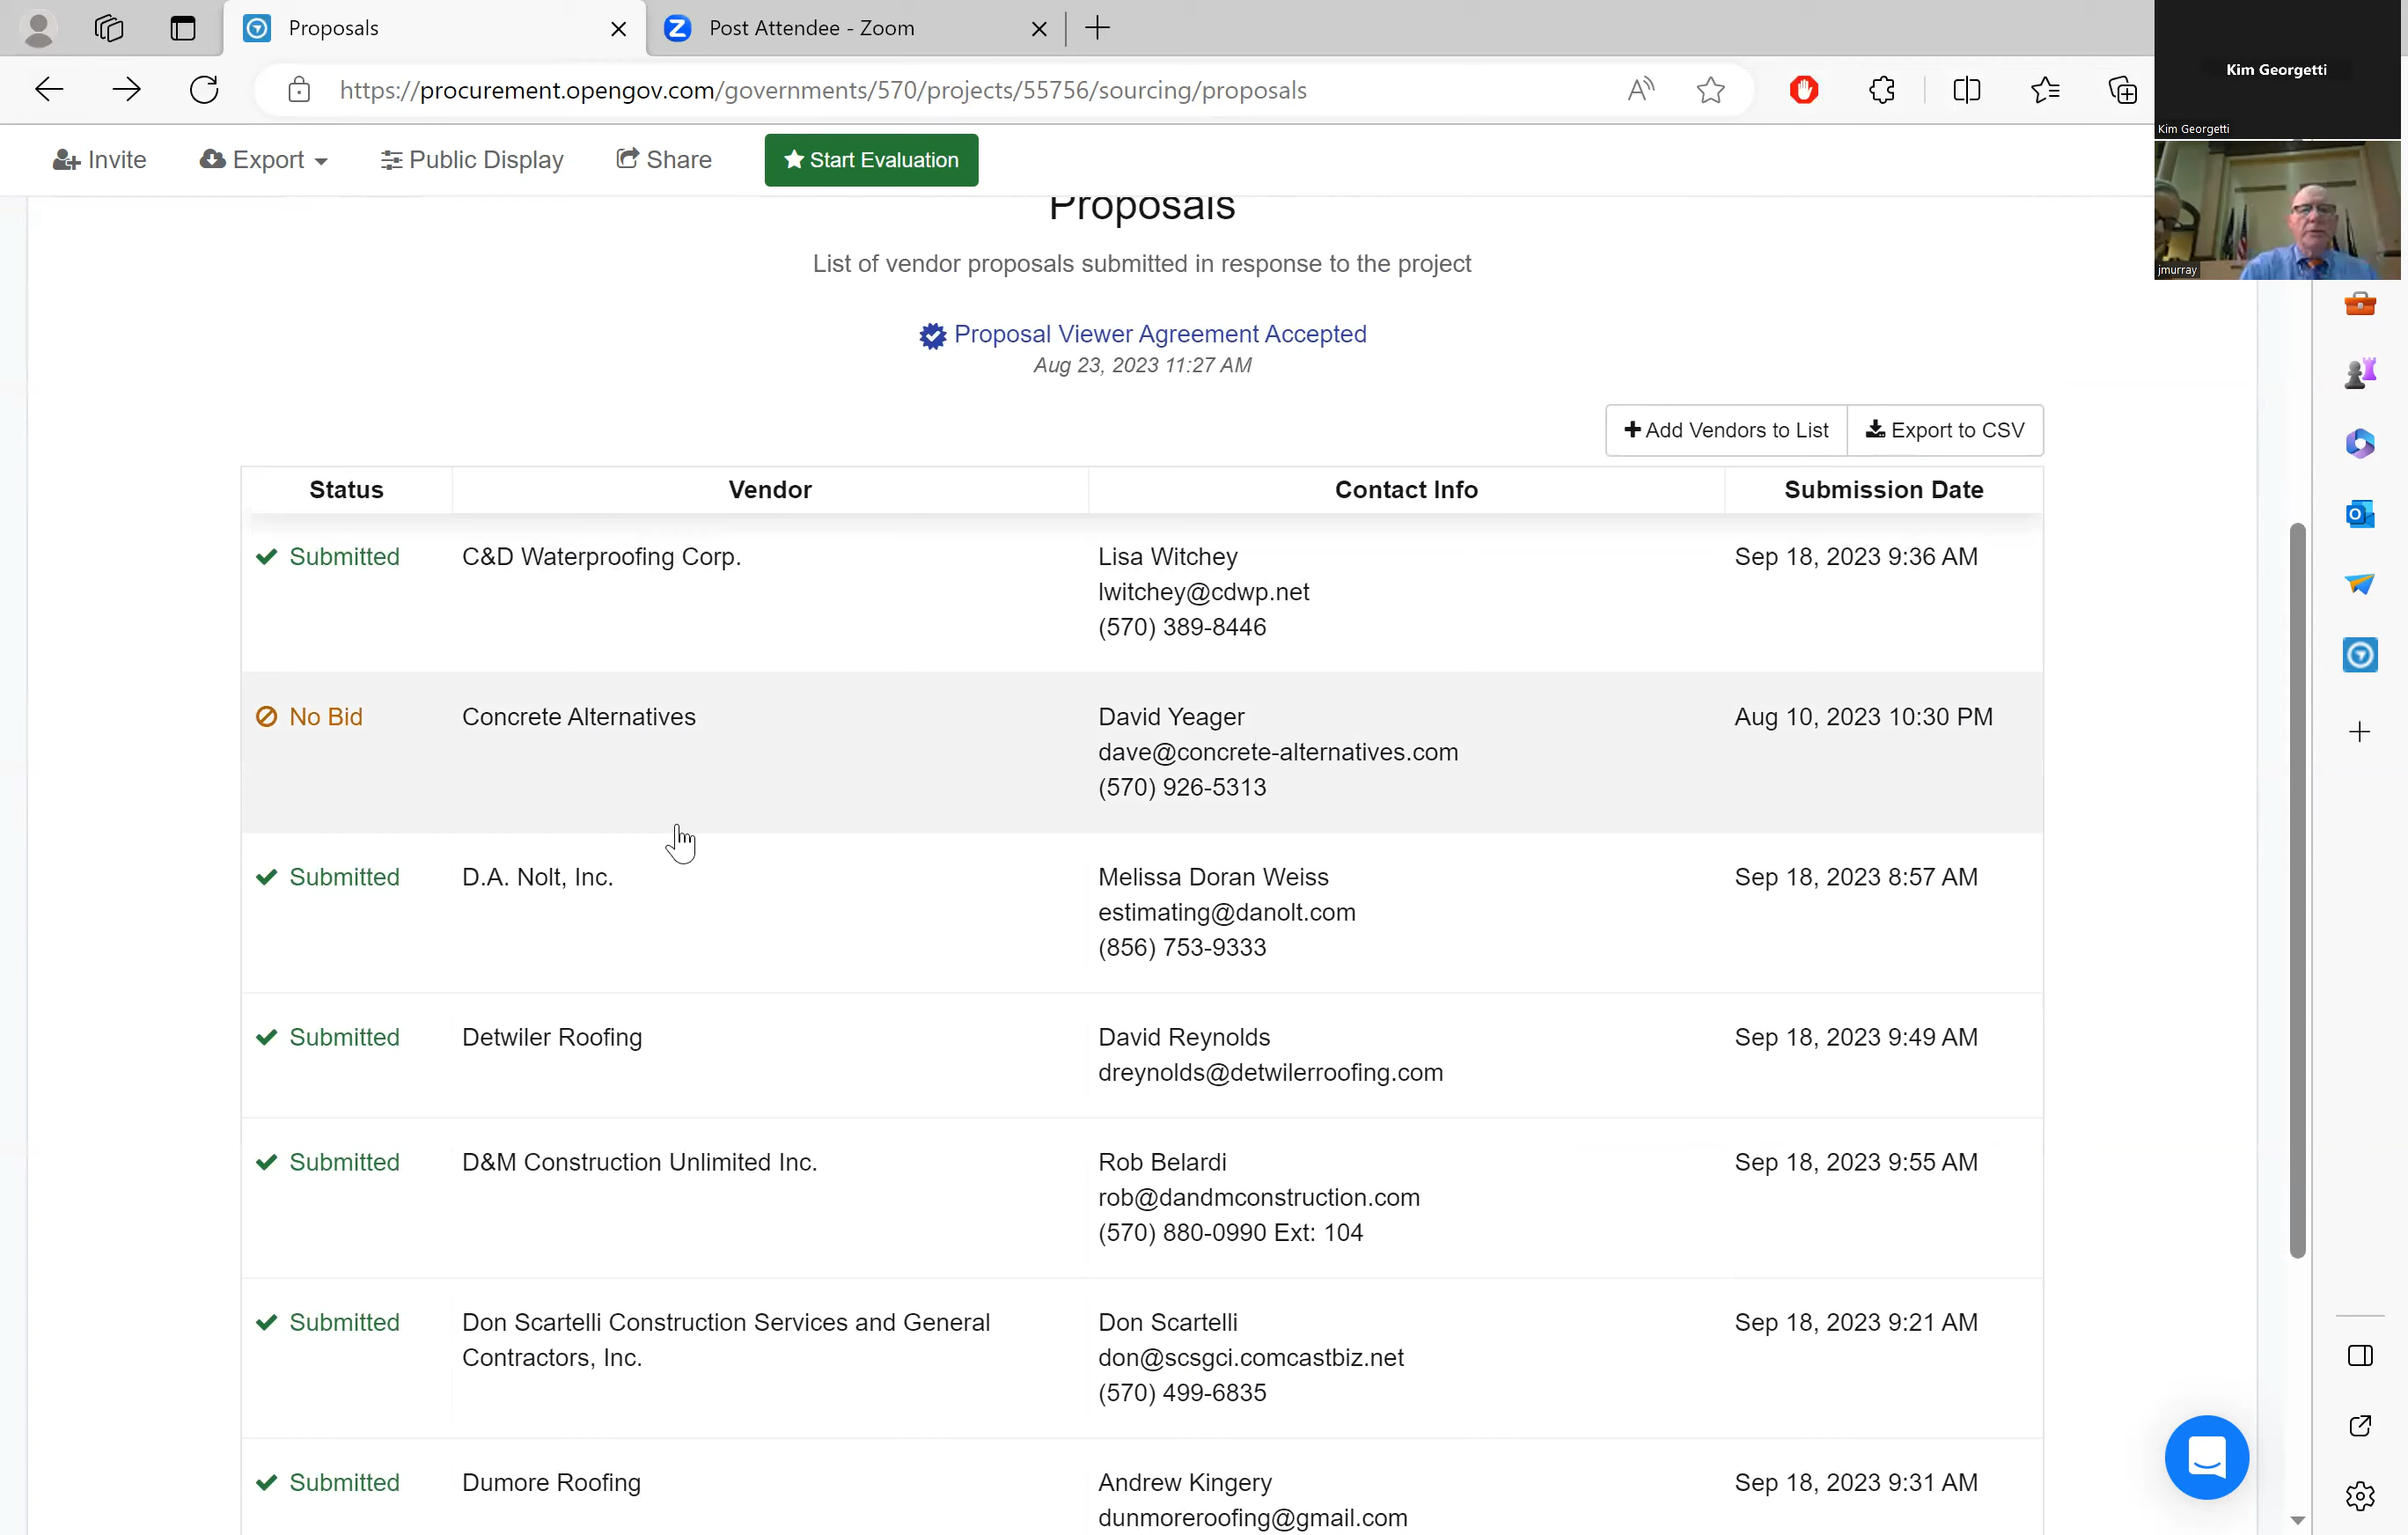 Proposals
Post Attendee - Zoom
https://procurement.opengov.com/governments/570/projects/55756/sourcing/proposals
Kim Georgetti
Kim Georgetti
jmurray
Invite
Export
Public Display
Share
Start Evaluation
Proposals
List of vendor proposals submitted in response to the project
Proposal Viewer Agreement Accepted
Aug 23, 2023 11:27 AM
Add Vendors to List
Export to CSV
Status Vendor Contact Info Submission Date
Submitted C&D Waterproofing Corp. Lisa Witchey Sep 18, 2023 9:36 AM
lwitchey@cdwp.net
(570) 389-8446
No Bid Concrete Alternatives David Yeager Aug 10, 2023 10:30 PM
dave@concrete-alternatives.com
(570) 926-5313
Submitted D.A. Nolt, Inc. Melissa Doran Weiss Sep 18, 2023 8:57 AM
estimating@danolt.com
(856) 753-9333
Submitted Detwiler Roofing David Reynolds Sep 18, 2023 9:49 AM
dreynolds@detwilerroofing.com
Submitted D&M Construction Unlimited Inc. Rob Belardi Sep 18, 2023 9:55 AM
rob@dandmconstruction.com
(570) 880-0990 Ext: 104
Submitted Don Scartelli Construction Services and General Don Scartelli Sep 18, 2023 9:21 AM
Contractors, Inc. don@scsgci.comcastbiz.net
(570) 499-6835
Submitted Dumore Roofing Andrew Kingery Sep 18, 2023 9:31 AM
dunmoreroofing@gmail.com